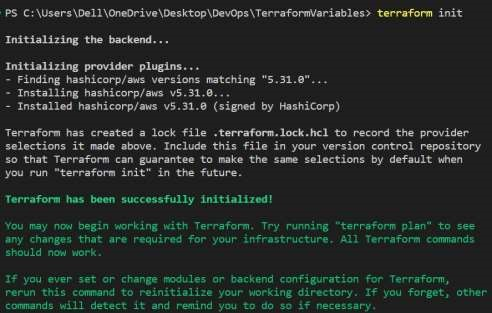 PS C:\Users\Dell\OneDrive\Desktop\DevOps\TerraformVariables> terraform init
Initializing the backend...
Initializing provider plugins...
- Finding hashicorp/aws versions matching "5.31.0"...
- Installing hashicorp/aws v5.31.0...
- Installed hashicorp/aws v5.31.0 (signed by HashiCorp)
Terraform has created a lock file .terraform.lock.hcl to record the provider
selections it made above. Include this file in your version control repository
so that Terraform can guarantee to make the same selections by default when
you run "terraform init" in the future.
Terraform has been successfully initialized!
You may now begin working with Terraform. Try running "terraform plan" to see
any changes that are required for your infrastructure. All Terraform commands
should now work.
If you ever set or change modules or backend configuration for Terraform,
rerun this command to reinitialize your working directory. If you forget, other
commands will detect it and remind you to do so if necessary.